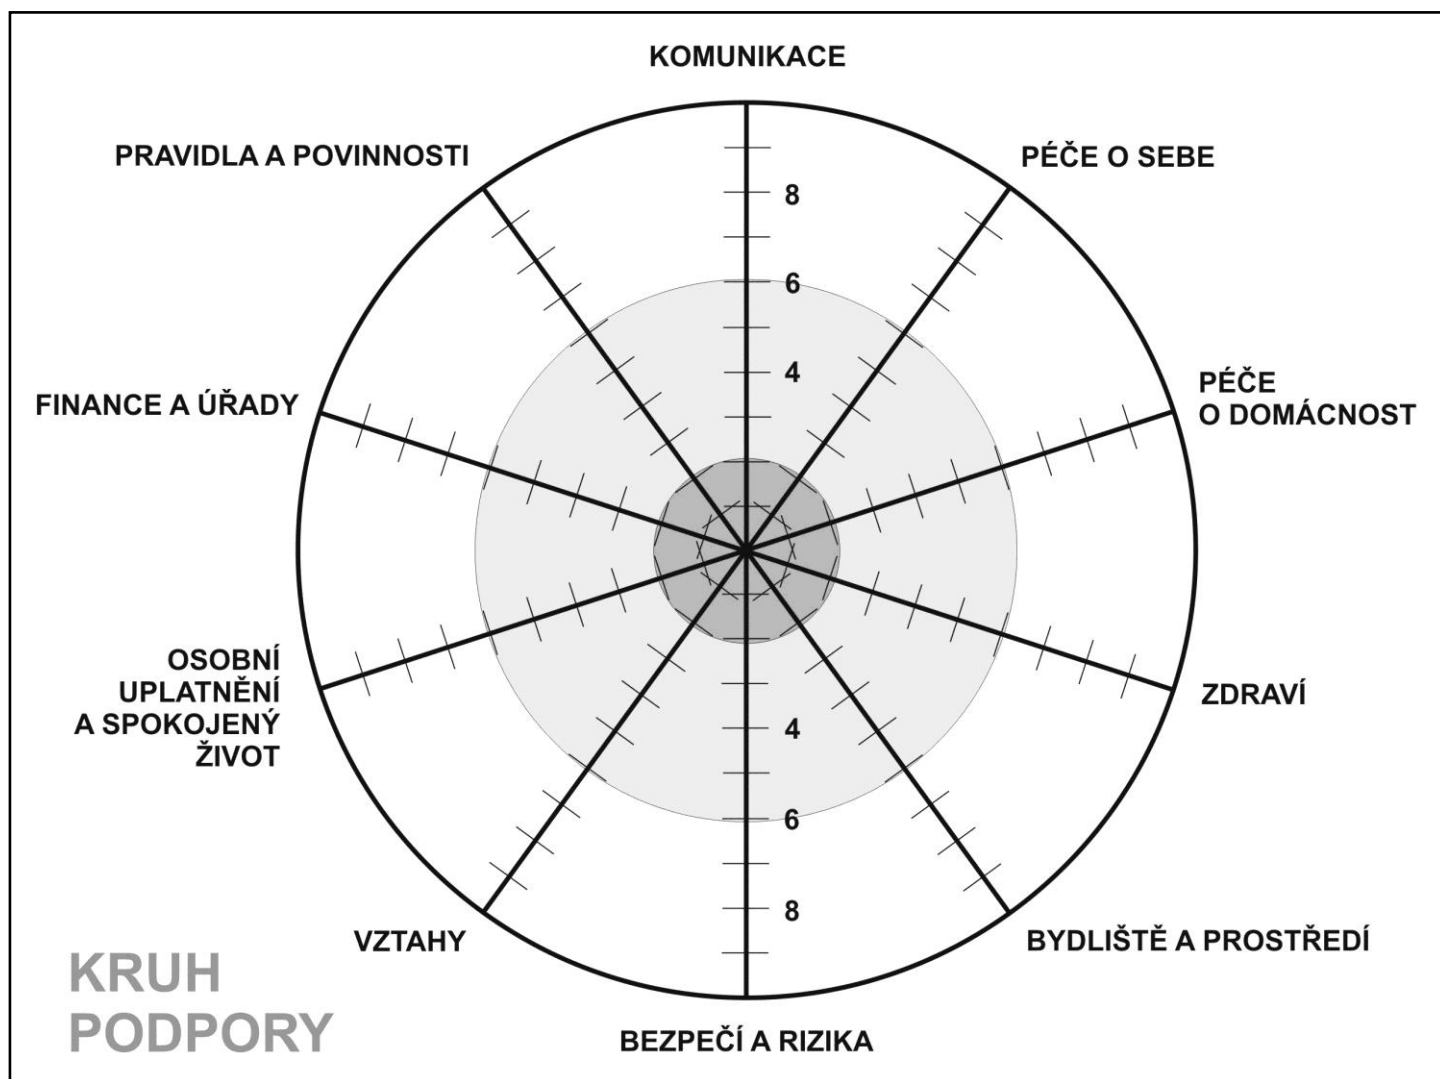 KOMUNIKACE
PRAVIDLA A POVINNOSTI
PÉČE O SEBE
8
6
4
FINANCE A ÚŘADY
PÉČE
O DOMÁCNOST
OSOBNÍ
UPLATNĚNÍ
A SPOKOJENÝ
ŽIVOT
ZDRAVÍ
4
6
8
VZTAHY
BYDLIŠTĚ A PROSTŘEDÍ
BEZPEČÍ A RIZIKA
KRUH
PODPORY